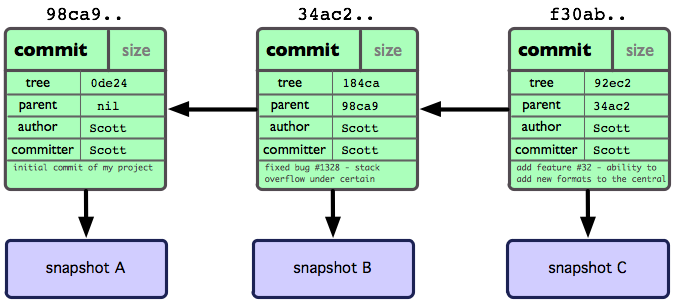 98ca9..
commit size
tree 0de24
parent nil
author Scott
committer Scott
initial commit of my project
snapshot A
34ac2..
commit size
tree 184ca
parent 98ca9
author Scott
committer Scott
fixed bug #1328 - stack
overflow under certain
snapshot B
f30ab..
commit size
tree 92ec2
parent 34ac2
author Scott
committer Scott
add feature #32 - ability to
add new formats to the central
snapshot C